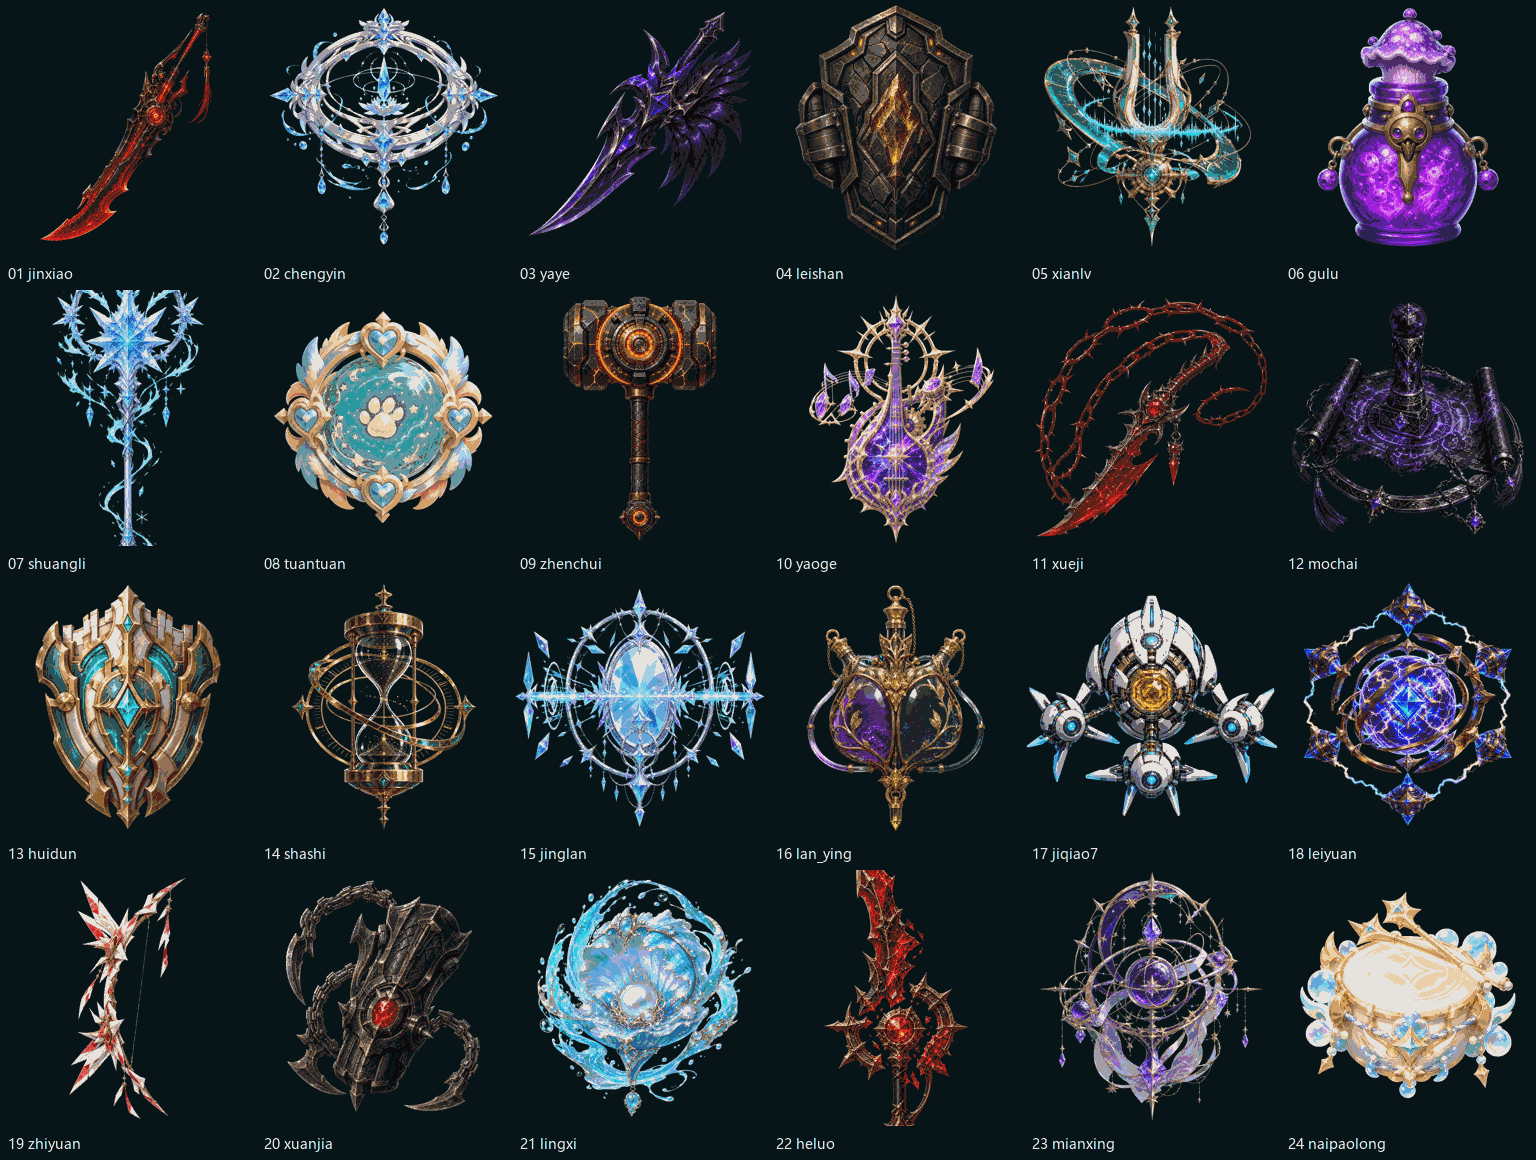 01 jinxiao
02 chengyin
03 yaye
04 leishan
05 xianlv
06 gulu
07 shuangli
08 tuantuan
09 zhenchui
10 yaoge
11 xueji
12 mochai
13 huidun
14 shashi
15 jinglan
16 lan_ying
17 jiqiao7
18 leiyuan
19 zhiyuan
20 xuanjia
21 lingxi
22 heluo
23 mianxing
24 naipaolong